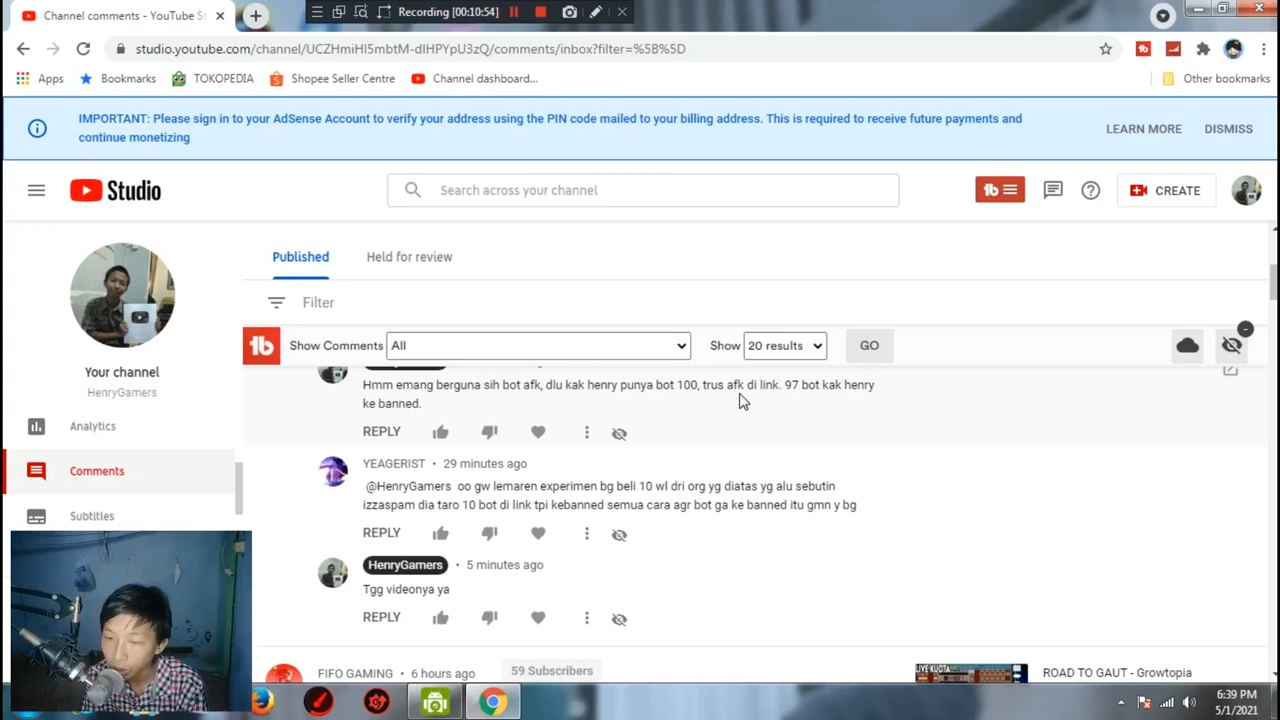 Channel comments - YouTube St
Recording [00:10:54]
studio.youtube.com/channel/UCZHmiHI5mbtM-dIHPYpU3zQ/comments/inbox?filter=%5B%5D
Apps
Bookmarks
TOKOPEDIA
Shopee Seller Centre
Channel dashboard...
Other bookmarks
IMPORTANT: Please sign in to your AdSense Account to verify your address using the PIN code mailed to your billing address. This is required to receive future payments and
continue monetizing
LEARN MORE
DISMISS
Studio
Search across your channel
CREATE
Your channel
HenryGamers
Analytics
Comments
Subtitles
Published
Held for review
Filter
Show Comments
All
Show
20 results
GO
Hmm emang berguna sih bot afk, dlu kak henry punya bot 100, trus afk di link. 97 bot kak henry
ke banned.
REPLY
YEAGERIST • 29 minutes ago
@HenryGamers oo gw lemaren experimen bg beli 10 wl dri org yg diatas yg alu sebutin
izzaspam dia taro 10 bot di link tpi kebanned semua cara agr bot ga ke banned itu gmn y bg
REPLY
HenryGamers • 5 minutes ago
Tgg videonya ya
REPLY
FIFO GAMING • 6 hours ago
59 Subscribers
LIVE KUOTA
ROAD TO GAUT - Growtopia
6:39 PM
5/1/2021